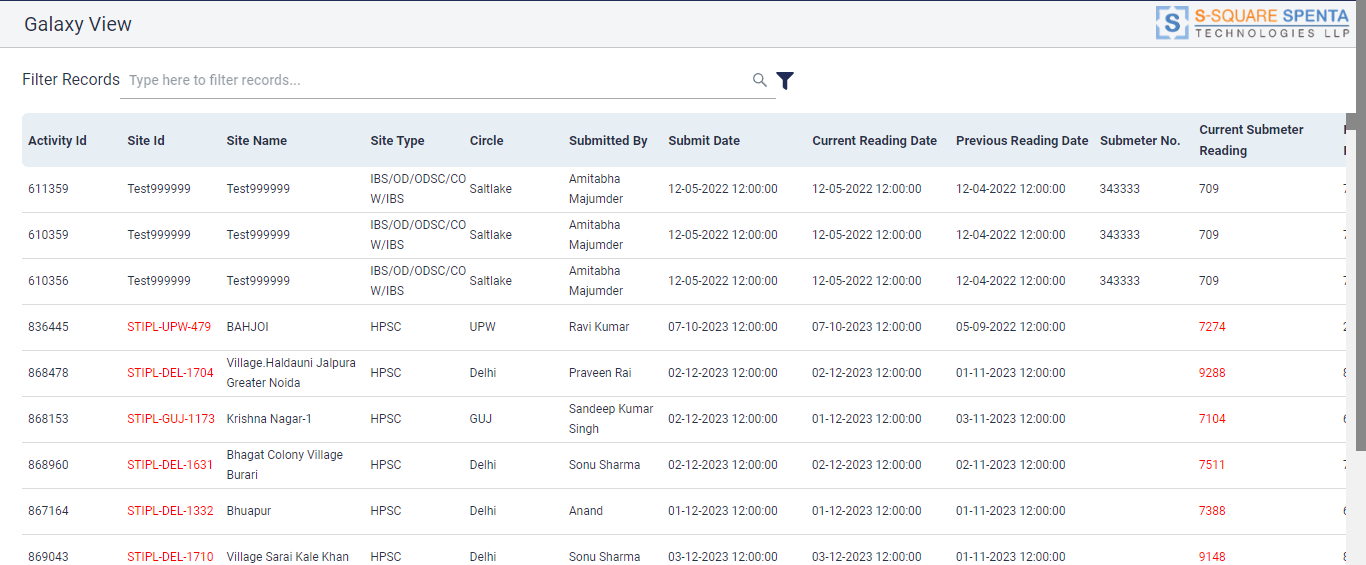 Galaxy View
S
S-SQUARE SPENTA
TECHNOLOGIES LLP
Filter Records Type here to filter records...
Activity Id Site Id Site Name Site Type Circle Submitted By Submit Date Current Reading Date Previous Reading Date Submeter No. Current Submeter
Reading
611359 Test999999 Test999999 IBS/OD/ODSC/CO Saltlake Amitabha 12-05-2022 12:00:00 12-05-2022 12:00:00 12-04-2022 12:00:00 343333 709
W/IBS Majumder
610359 Test999999 Test999999 IBS/OD/ODSC/CO Saltlake Amitabha 12-05-2022 12:00:00 12-05-2022 12:00:00 12-04-2022 12:00:00 343333 709
W/IBS Majumder
610356 Test999999 Test999999 IBS/OD/ODSC/CO Saltlake Amitabha 12-05-2022 12:00:00 12-05-2022 12:00:00 12-04-2022 12:00:00 343333 709
W/IBS Majumder
836445 STIPL-UPW-479 BAHJOI HPSC UPW Ravi Kumar 07-10-2023 12:00:00 07-10-2023 12:00:00 05-09-2022 12:00:00 7274
868478 STIPL-DEL-1704 Village.Haldauni Jalpura HPSC Delhi Praveen Rai 02-12-2023 12:00:00 02-12-2023 12:00:00 01-11-2023 12:00:00 9288
Greater Noida
868153 STIPL-GUJ-1173 Krishna Nagar-1 HPSC GUJ Sandeep Kumar 02-12-2023 12:00:00 01-12-2023 12:00:00 03-11-2023 12:00:00 7104
Singh
868960 STIPL-DEL-1631 Bhagat Colony Village HPSC Delhi Sonu Sharma 02-12-2023 12:00:00 02-12-2023 12:00:00 02-11-2023 12:00:00 7511
Burari
867164 STIPL-DEL-1332 Bhuapur HPSC Delhi Anand 01-12-2023 12:00:00 01-12-2023 12:00:00 01-11-2023 12:00:00 7388
869043 STIPL-DEL-1710 Village Sarai Kale Khan HPSC Delhi Sonu Sharma 03-12-2023 12:00:00 03-12-2023 12:00:00 01-11-2023 12:00:00 9148